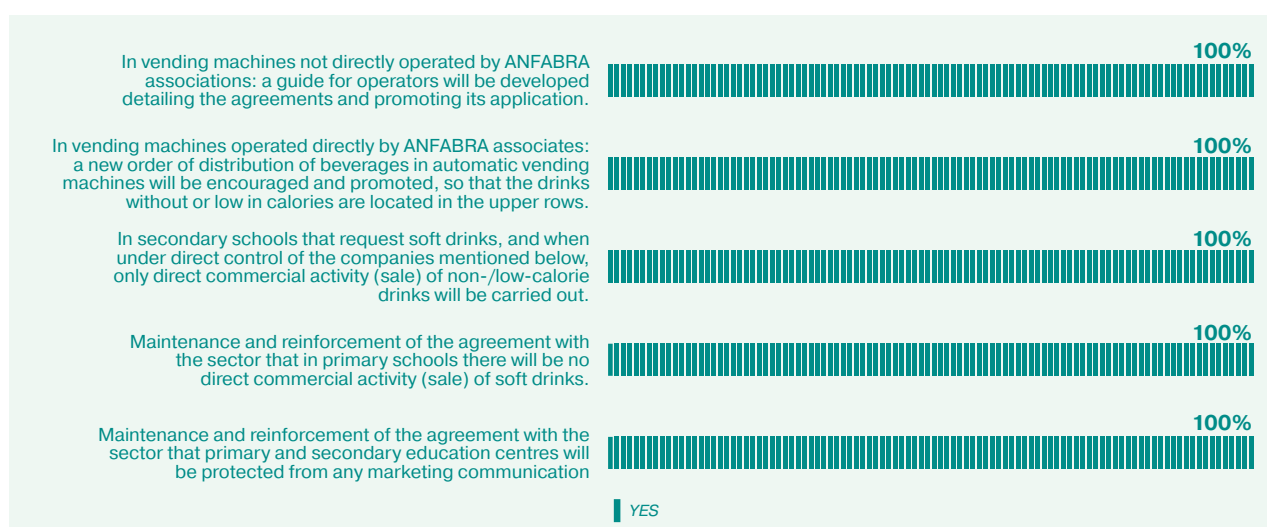 100%
In vending machines not directly operated by ANFABRA
associations: a guide for operators will be developed
detailing the agreements and promoting its application.
100%
In vending machines operated directly by ANFABRA associates:
a new order of distribution of beverages in automatic vending
machines will be encouraged and promoted, so that the drinks
without or low in calories are located in the upper rows.
100%
In secondary schools that request soft drinks, and when
under direct control of the companies mentioned below,
only direct commercial activity (sale) of non-/low-calorie
drinks will be carried out.
100%
Maintenance and reinforcement of the agreement with
the sector that in primary schools there will be no
direct commercial activity (sale) of soft drinks.
100%
Maintenance and reinforcement of the agreement with the
sector that primary and secondary education centres will
be protected from any marketing communication
YES